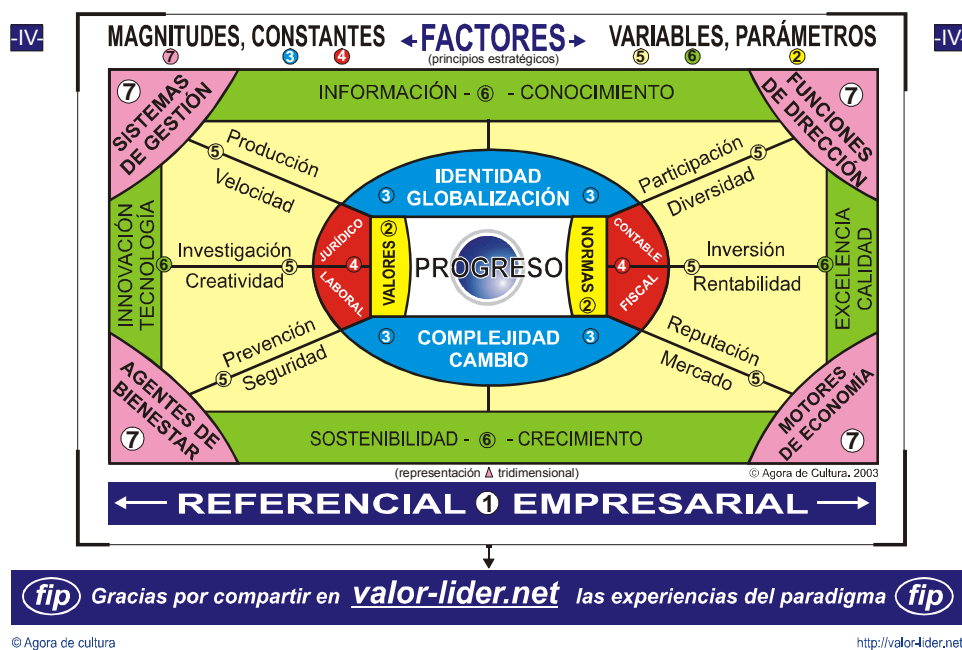 -IV-
MAGNITUDES, CONSTANTES FACTORES VARIABLES, PARÁMETROS
-IV-
7 3 4 (principios estratégicos) 5 6 2
7
SISTEMAS
DE GESTIÓN
INFORMACIÓN - 6 - CONOCIMIENTO
7
FUNCIONES
DE DIRECCIÓN
5
Producción
Velocidad
IDENTIDAD
3 GLOBALIZACIÓN 3
Participación 5
Diversidad
INNOVACIÓN
TECNOLOGÍA
6
Investigación
5
Creatividad
JURÍDICO
4
LABORAL
VALORES 2
PROGRESO
NORMAS 2
CONTABLE
4
FISCAL
5
Inversión
Rentabilidad
6
EXCELENCIA
CALIDAD
Prevención
5 Seguridad
3 COMPLEJIDAD 3
CAMBIO
Reputación
Mercado 5
AGENTES DE
BIENESTAR
7
SOSTENIBILIDAD - 6 - CRECIMIENTO
MOTORES
DE ECONOMÍA
7
(representación Δ tridimensional)
© Agora de Cultura. 2003
REFERENCIAL 1 EMPRESARIAL
fip Gracias por compartir en valor-lider.net las experiencias del paradigma fip
© Agora de cultura
http://valor-lider.net